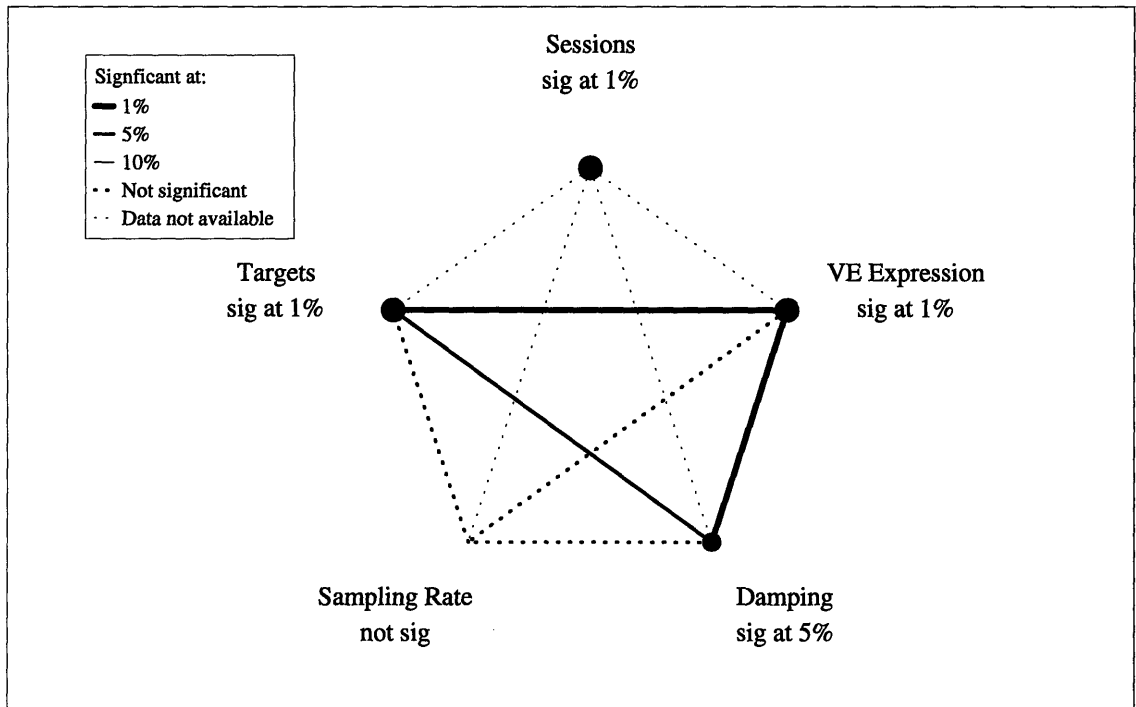 Sessions
sig at 1%
Signficant at:
1%
5%
10%
Not significant
Data not available
Targets
sig at 1%
VE Expression
sig at 1%
Sampling Rate
not sig
Damping
sig at 5%